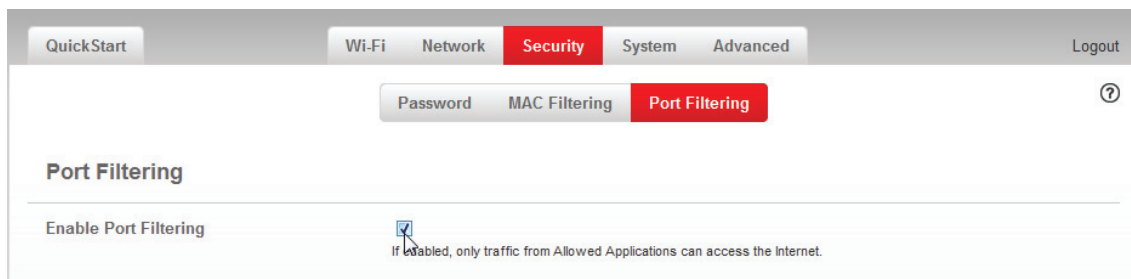 QuickStart Wi-Fi Network Security System Advanced Logout
Password MAC Filtering Port Filtering ?
Port Filtering
Enable Port Filtering
If enabled, only traffic from Allowed Applications can access the Internet.